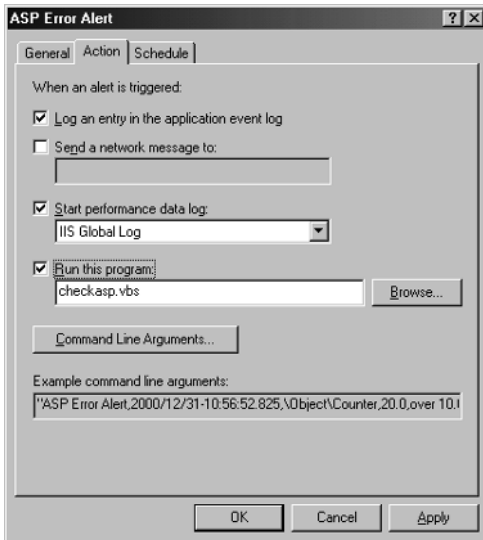 ASP Error Alert
General Action Schedule
When an alert is triggered:
Log an entry in the application event log
Send a network message to:
Start performance data log:
IIS Global Log
Run this program:
checkasp.vbs Browse...
Command Line Arguments...
Example command line arguments:
"ASP Error Alert,2000/12/31-10:56:52.825,\Object\Counter,20.0,over 10.
OK Cancel Apply